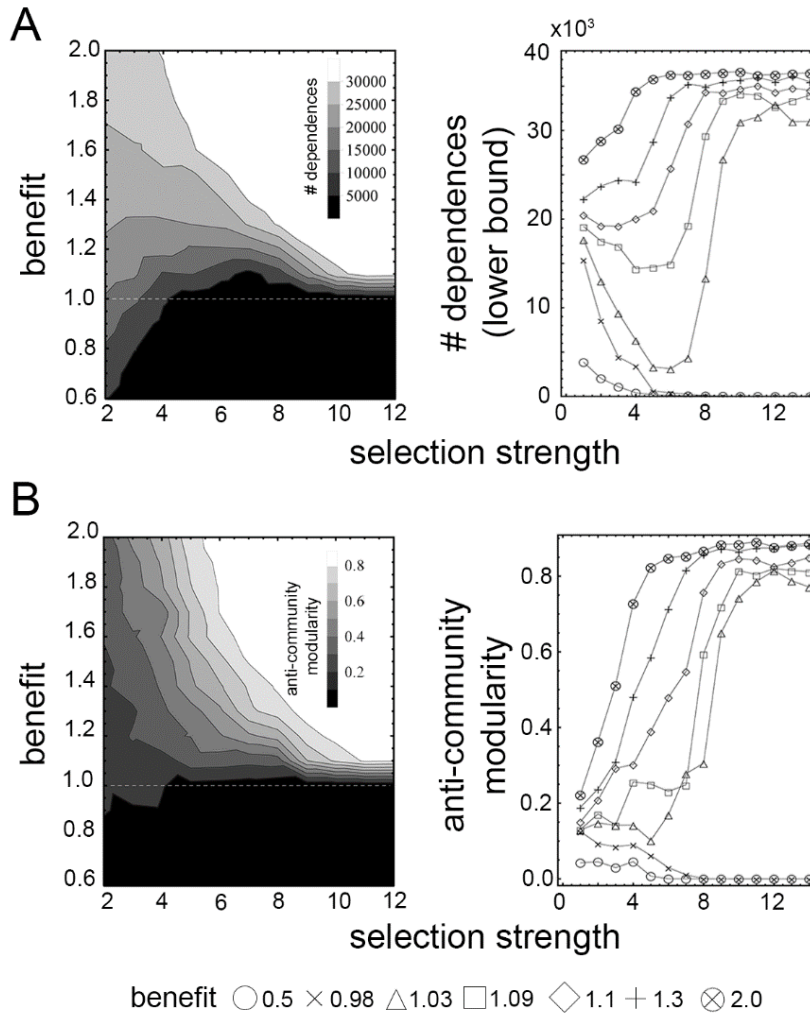 A
×10³
2.0
1.8
1.6
1.4
1.2
1.0
0.8
0.6
benefit
# dependences
30000
25000
20000
15000
10000
5000
2 4 6 8 10 12
40
30
20
10
0
# dependences
(lower bound)
0 4 8 12
selection strength
B
2.0
1.8
1.6
1.4
1.2
1.0
0.8
0.6
benefit
anti-community
modularity
0.8
0.6
0.4
0.2
2 4 6 8 10 12
0.8
0.6
0.4
0.2
0.0
anti-community
modularity
0 4 8 12
selection strength
benefit 0.5 0.98 1.03 1.09 1.1 1.3 2.0